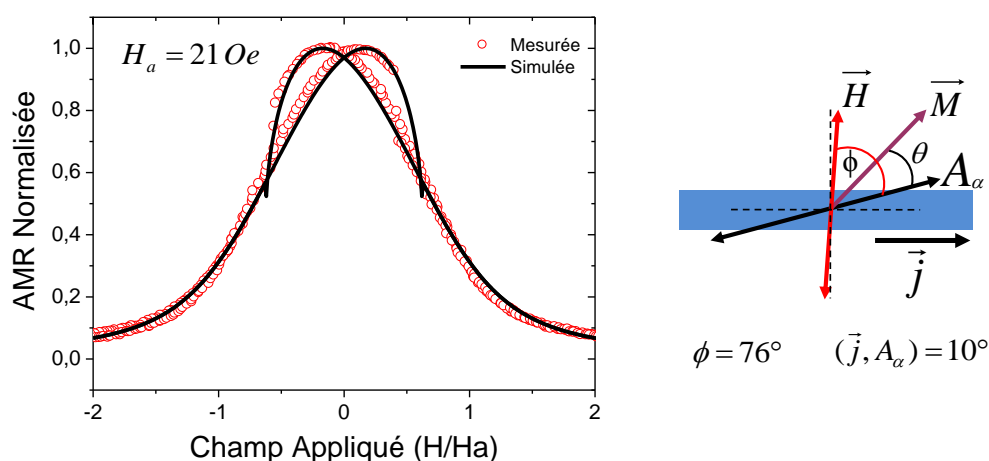 1,0
0,8
0,6
0,4
0,2
0,0
AMR Normalisée
H_a = 21 Oe
Mesurée
Simulée
-2
-1
0
1
2
Champ Appliqué (H/Ha)
H
M
ϕ
θ
A_α
j
ϕ = 76°
(j, A_α) = 10°